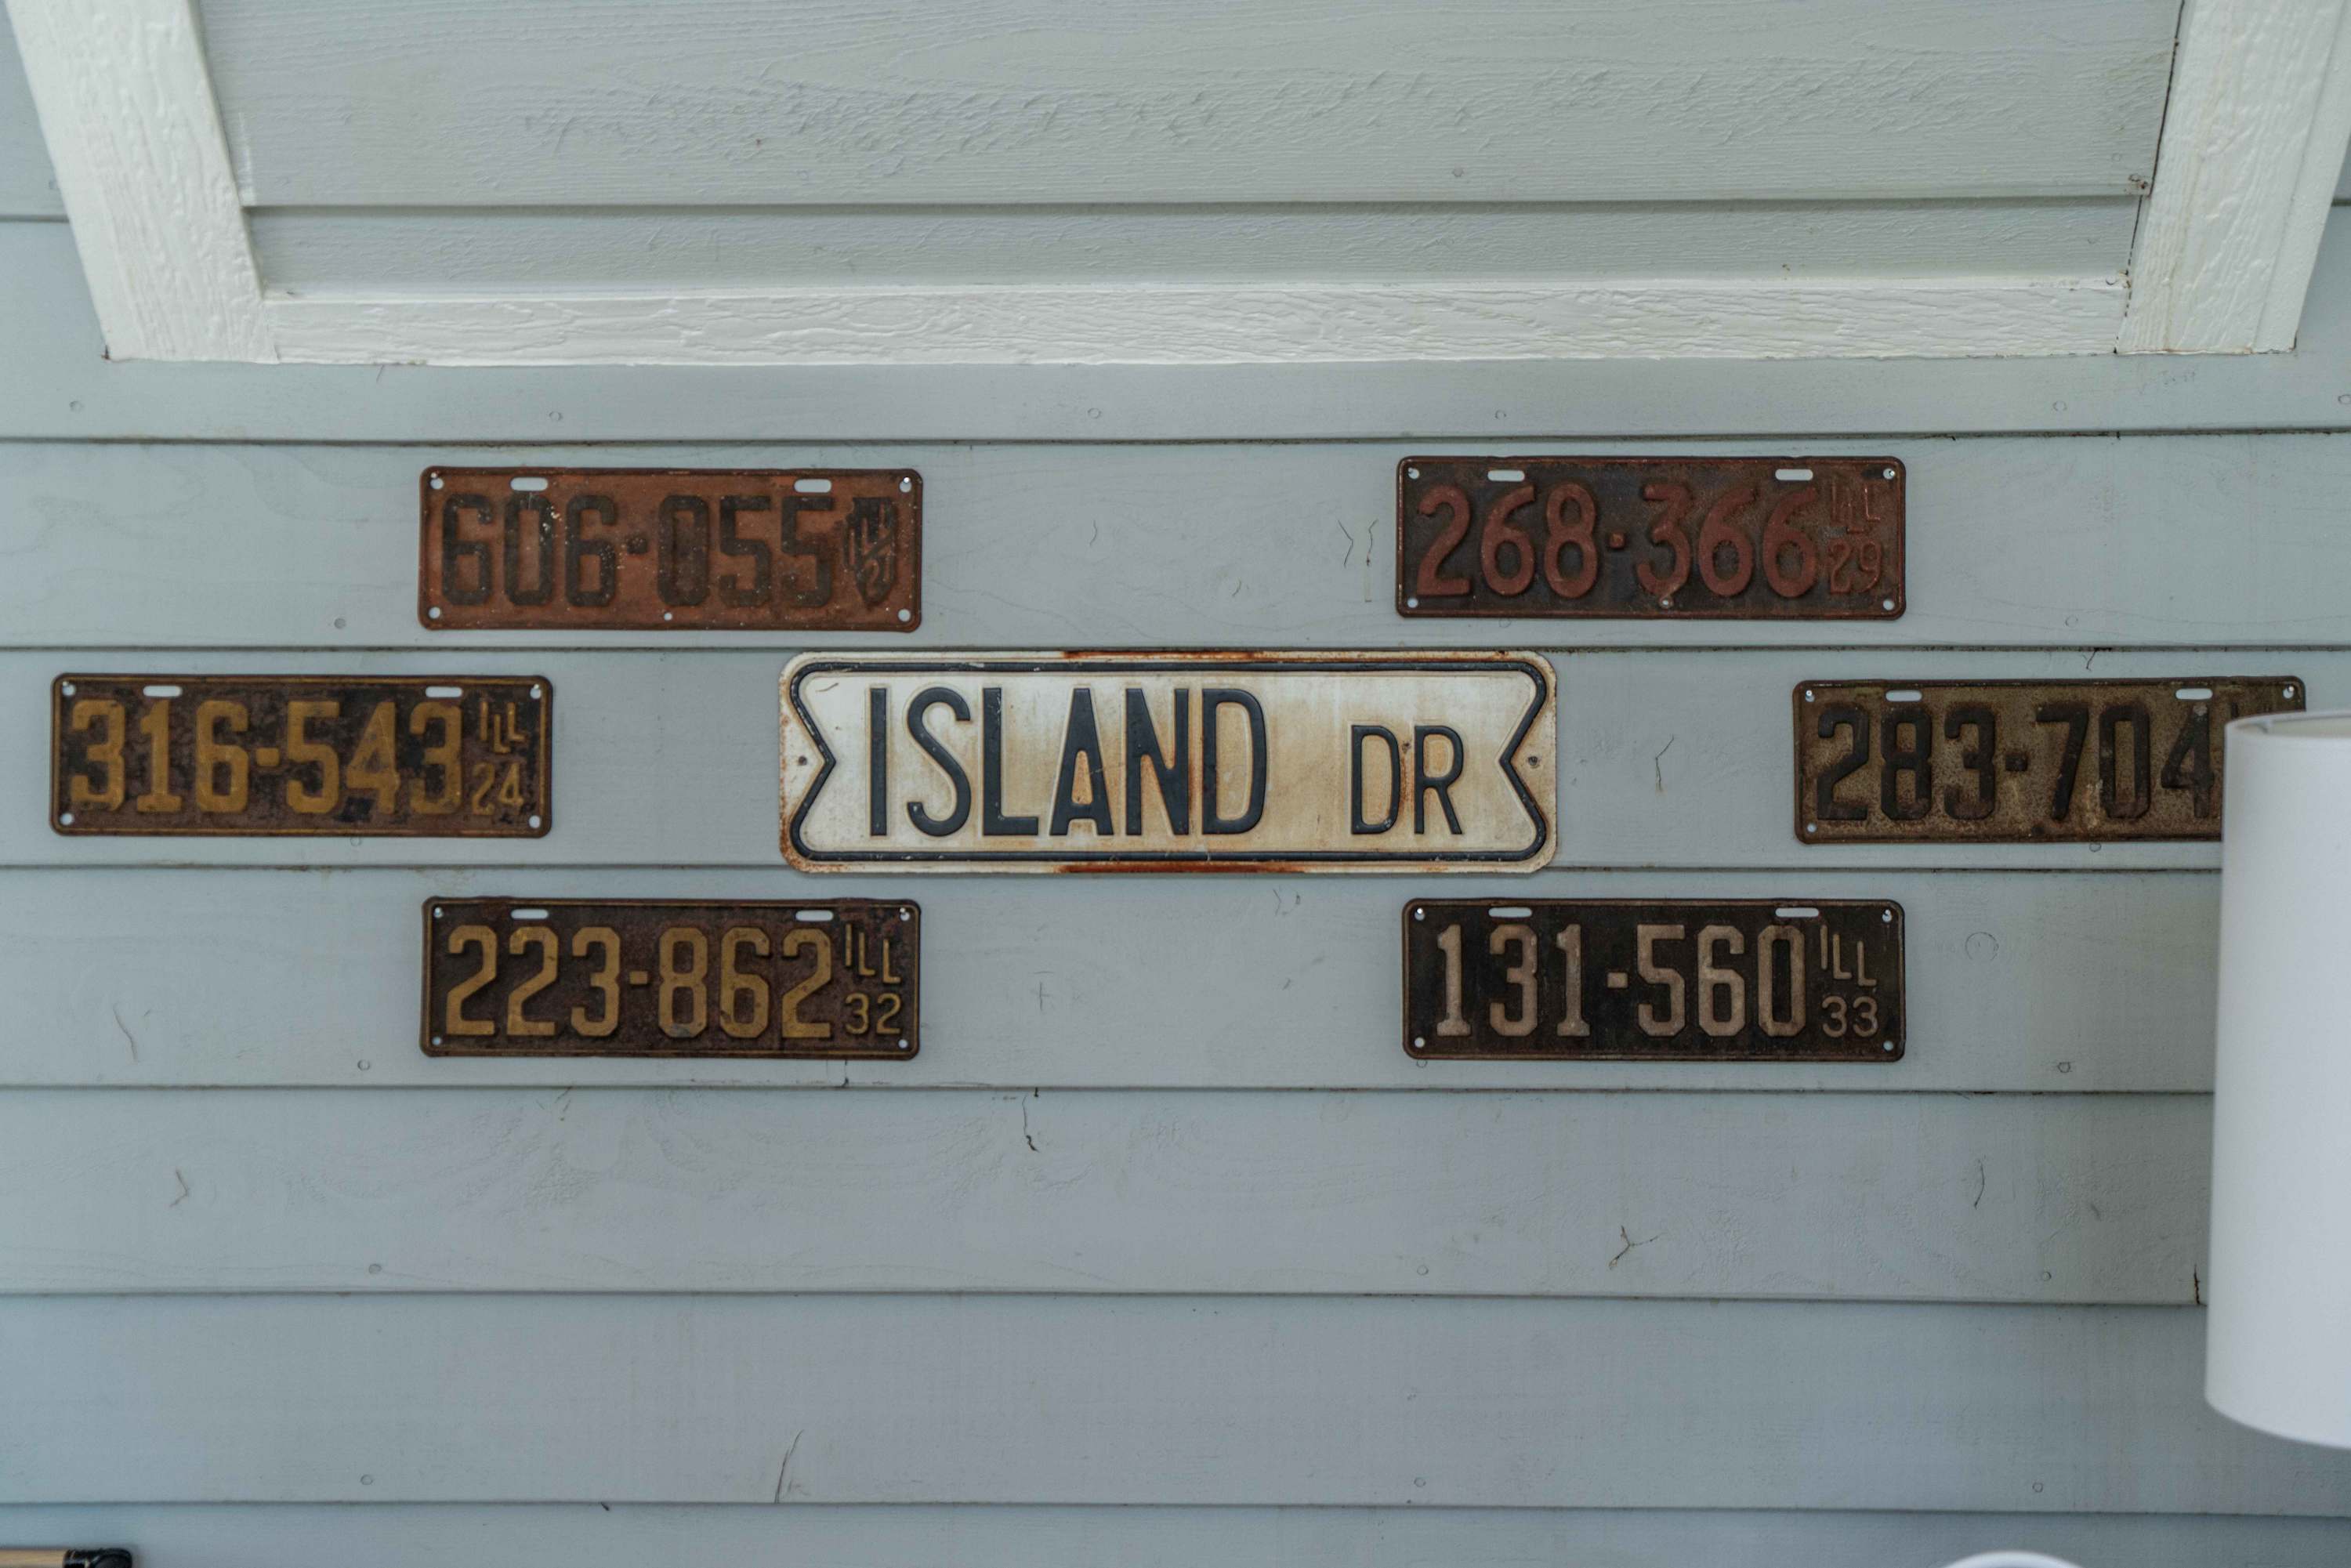 606·055
268·366 ILL 29
316-543 ILL 24
ISLAND DR
283-704
223-862 ILL 32
131-560 ILL 33